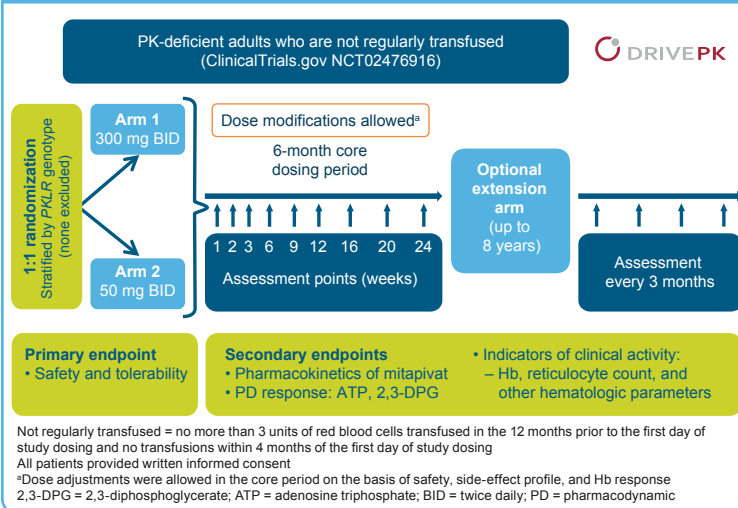 PK-deficient adults who are not regularly transfused
(ClinicalTrials.gov NCT02476916)
DRIVEPK
1:1 randomization
Stratified by PKLR genotype
(none excluded)
Arm 1
300 mg BID
Arm 2
50 mg BID
Dose modifications allowedᵃ
6-month core
dosing period
1 2 3 6 9 12 16 20 24
Assessment points (weeks)
Optional
extension
arm
(up to
8 years)
Assessment
every 3 months
Primary endpoint
• Safety and tolerability
Secondary endpoints
• Pharmacokinetics of mitapivat
• PD response: ATP, 2,3-DPG
• Indicators of clinical activity:
– Hb, reticulocyte count, and
other hematologic parameters
Not regularly transfused = no more than 3 units of red blood cells transfused in the 12 months prior to the first day of
study dosing and no transfusions within 4 months of the first day of study dosing
All patients provided written informed consent
ᵃDose adjustments were allowed in the core period on the basis of safety, side-effect profile, and Hb response
2,3-DPG = 2,3-diphosphoglycerate; ATP = adenosine triphosphate; BID = twice daily; PD = pharmacodynamic